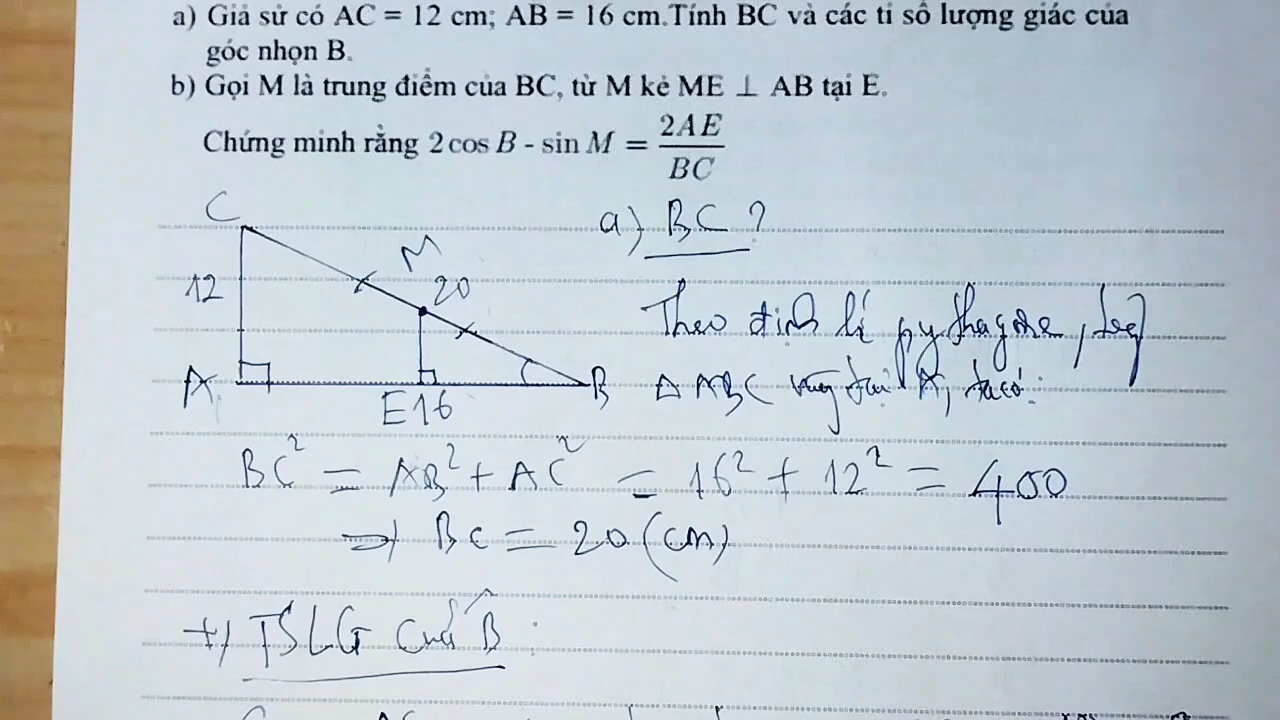 a) Giả sử có AC = 12 cm; AB = 16 cm.Tính BC và các tỉ số lượng giác của
góc nhọn B.
b) Gọi M là trung điểm của BC, từ M kẻ ME ⊥ AB tại E.
Chứng minh rằng 2 cos B - sin M = 2AE/BC
C
a) BC ?
M
12
20
Theo định lí pythagore,
A
B
Δ ABC vuông tại A, ta có:
E 16
BC² = AB² + AC² = 16² + 12² = 400
=> BC = 20 (cm)
+) TSLG của B̂ :